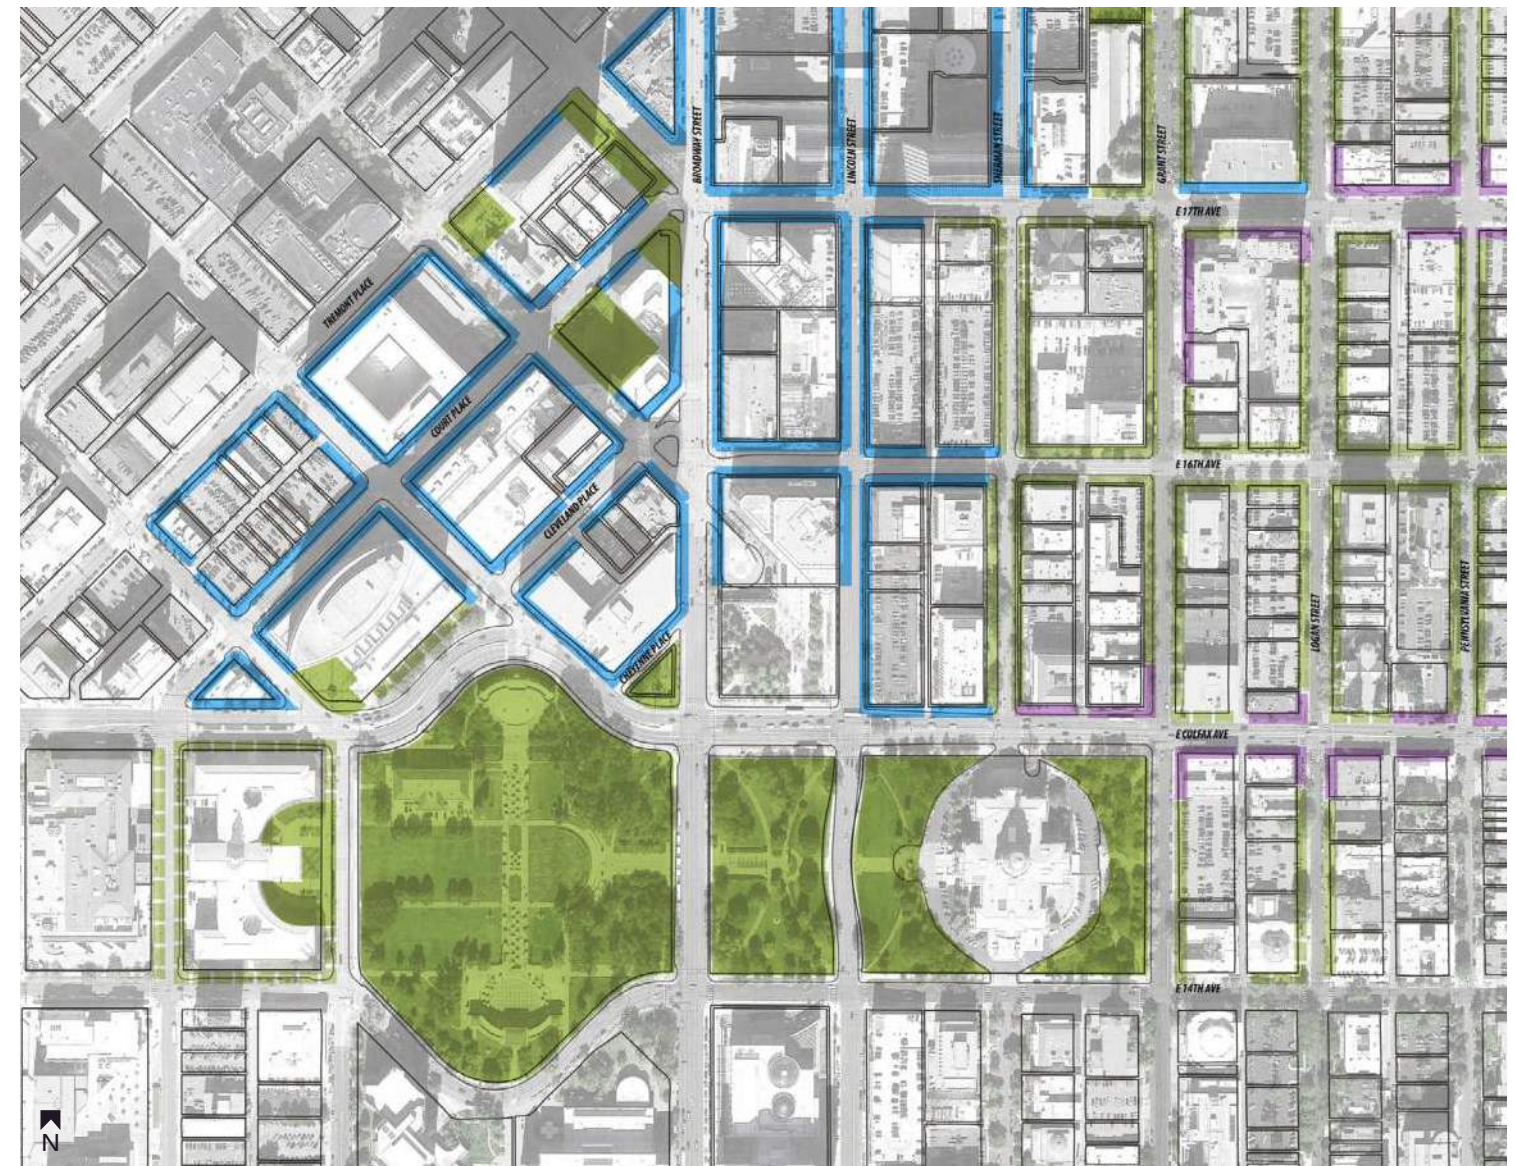 BROADWAY STREET
LINCOLN STREET
SHERMAN STREET
GRANT STREET
E 17TH AVE
TREMONT PLACE
COURT PLACE
E 16TH AVE
CLEVELAND PLACE
LOGAN STREET
PENNSYLVANIA STREET
CHEYENNE PLACE
E COLFAX AVE
E 14TH AVE
N